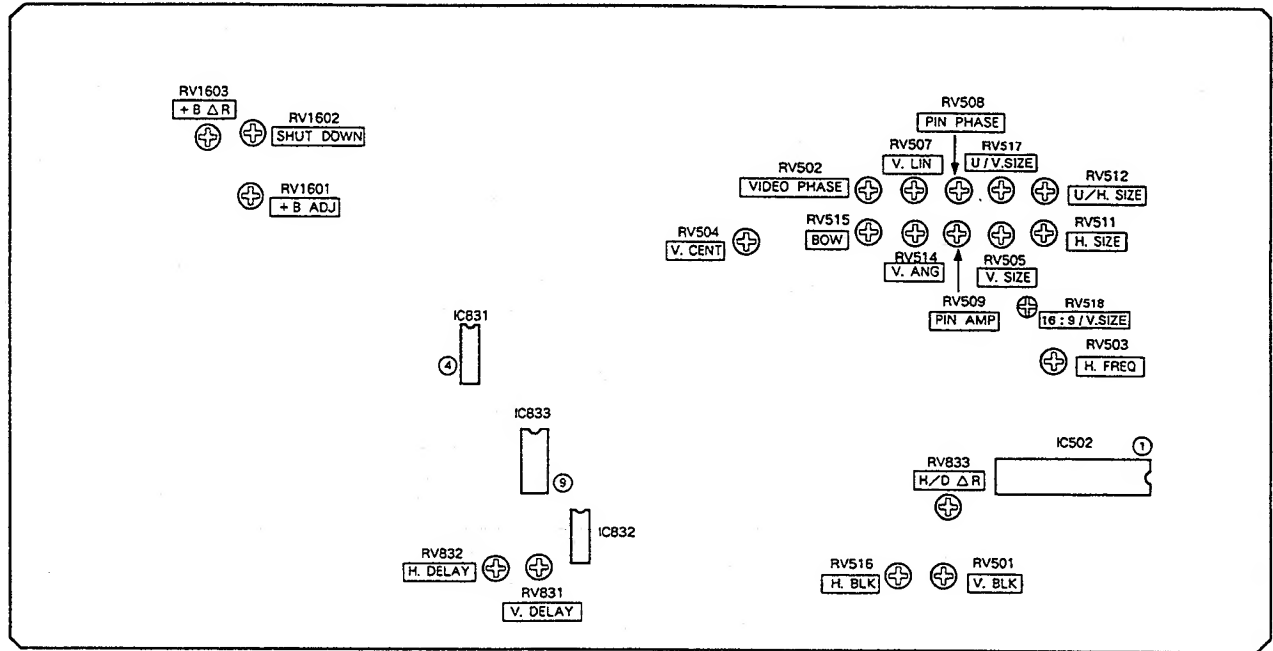 RV1603
+B △R
RV1602
SHUT DOWN
RV1601
+B ADJ
RV508
PIN PHASE
RV507
V. LIN
RV517
U/V.SIZE
RV502
VIDEO PHASE
RV512
U/H. SIZE
RV515
BOW
RV511
H. SIZE
RV504
V. CENT
RV514
V. ANG
RV505
V. SIZE
RV509
PIN AMP
RV518
16:9/V.SIZE
RV503
H. FREQ
IC831
4
IC833
9
IC832
IC502
1
RV833
H/D △R
RV832
H. DELAY
RV831
V. DELAY
RV516
H. BLK
RV501
V. BLK